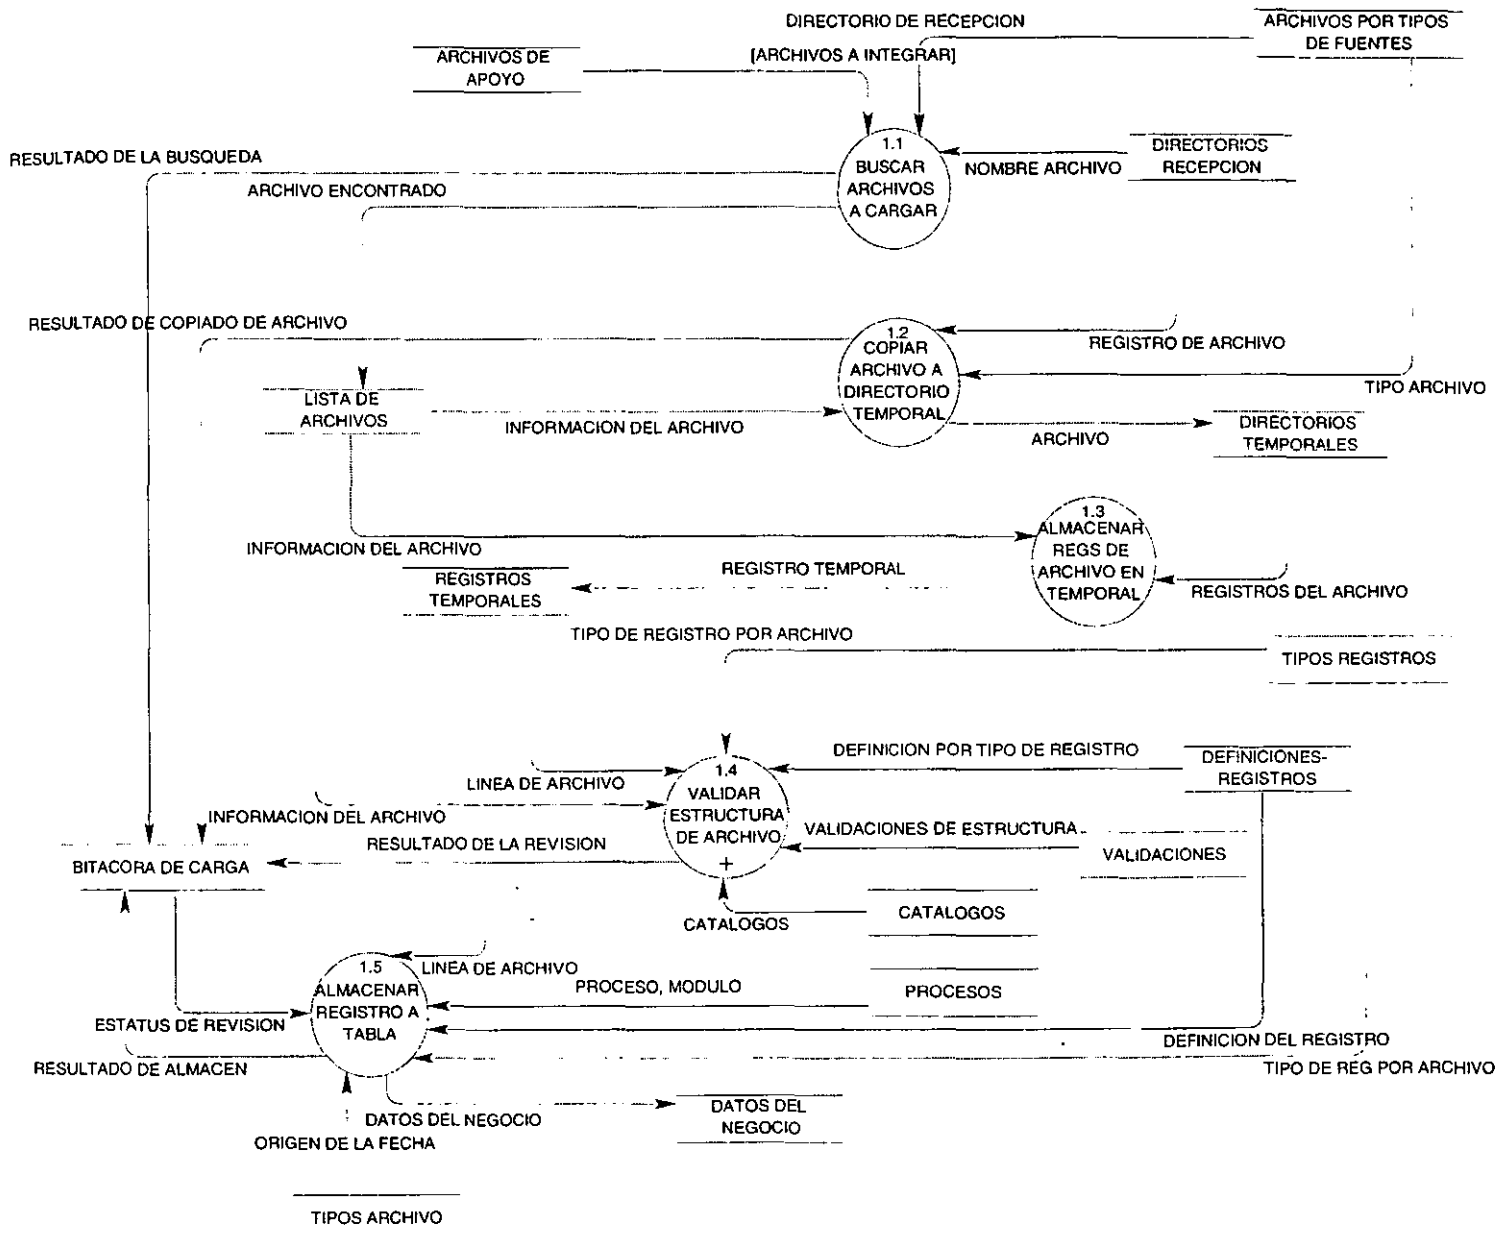 DIRECTORIO DE RECEPCION
ARCHIVOS POR TIPOS
DE FUENTES
ARCHIVOS DE
APOYO
[ARCHIVOS A INTEGRAR]
RESULTADO DE LA BUSQUEDA
ARCHIVO ENCONTRADO
1.1
BUSCAR
ARCHIVOS
A CARGAR
NOMBRE ARCHIVO
DIRECTORIOS
RECEPCION
RESULTADO DE COPIADO DE ARCHIVO
1.2
COPIAR
ARCHIVO A
DIRECTORIO
TEMPORAL
REGISTRO DE ARCHIVO
TIPO ARCHIVO
LISTA DE
ARCHIVOS
INFORMACION DEL ARCHIVO
ARCHIVO
DIRECTORIOS
TEMPORALES
1.3
ALMACENAR
REGS DE
ARCHIVO EN
TEMPORAL
INFORMACION DEL ARCHIVO
REGISTROS
TEMPORALES
REGISTRO TEMPORAL
REGISTROS DEL ARCHIVO
TIPO DE REGISTRO POR ARCHIVO
TIPOS REGISTROS
1.4
VALIDAR
ESTRUCTURA
DE ARCHIVO
+
DEFINICION POR TIPO DE REGISTRO
DEFINICIONES-
REGISTROS
LINEA DE ARCHIVO
INFORMACION DEL ARCHIVO
RESULTADO DE LA REVISION
VALIDACIONES DE ESTRUCTURA
VALIDACIONES
BITACORA DE CARGA
CATALOGOS
CATALOGOS
1.5
ALMACENAR
REGISTRO A
TABLA
LINEA DE ARCHIVO
PROCESO, MODULO
PROCESOS
ESTATUS DE REVISION
DEFINICION DEL REGISTRO
RESULTADO DE ALMACEN
TIPO DE REG POR ARCHIVO
DATOS DEL NEGOCIO
DATOS DEL
NEGOCIO
ORIGEN DE LA FECHA
TIPOS ARCHIVO